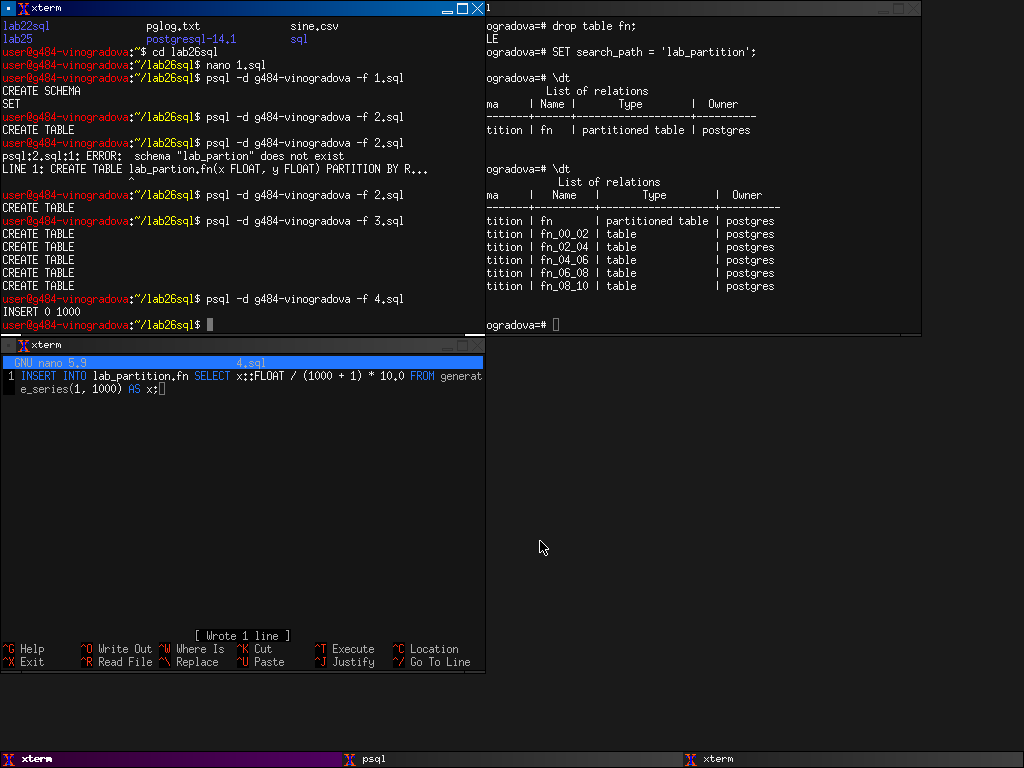 xterm
lab22sql pglog.txt sine.csv
lab25 postgresql-14.1 sql
user@g484-vinogradova:~$ cd lab26sql
user@g484-vinogradova:~/lab26sql$ nano 1.sql
user@g484-vinogradova:~/lab26sql$ psql -d g484-vinogradova -f 1.sql
CREATE SCHEMA
SET
user@g484-vinogradova:~/lab26sql$ psql -d g484-vinogradova -f 2.sql
CREATE TABLE
user@g484-vinogradova:~/lab26sql$ psql -d g484-vinogradova -f 2.sql
psql:2.sql:1: ERROR:  schema "lab_partion" does not exist
LINE 1: CREATE TABLE lab_partion.fn(x FLOAT, y FLOAT) PARTITION BY R...
^
user@g484-vinogradova:~/lab26sql$ psql -d g484-vinogradova -f 2.sql
CREATE TABLE
user@g484-vinogradova:~/lab26sql$ psql -d g484-vinogradova -f 3.sql
CREATE TABLE
CREATE TABLE
CREATE TABLE
CREATE TABLE
CREATE TABLE
user@g484-vinogradova:~/lab26sql$ psql -d g484-vinogradova -f 4.sql
INSERT 0 1000
user@g484-vinogradova:~/lab26sql$
l
ogradova=# drop table fn;
LE
ogradova=# SET search_path = 'lab_partition';
ogradova=# \dt
List of relations
ma | Name | Type | Owner
-------+------+-------------------+----------
tition | fn | partitioned table | postgres
ogradova=# \dt
List of relations
ma | Name | Type | Owner
-------+----------+-------------------+----------
tition | fn | partitioned table | postgres
tition | fn_00_02 | table | postgres
tition | fn_02_04 | table | postgres
tition | fn_04_06 | table | postgres
tition | fn_06_08 | table | postgres
tition | fn_08_10 | table | postgres
ogradova=#
xterm
GNU nano 5.9 4.sql
1 INSERT INTO lab_partition.fn SELECT x::FLOAT / (1000 + 1) * 10.0 FROM generat
e_series(1, 1000) AS x;
[ Wrote 1 line ]
^G Help ^O Write Out ^W Where Is ^K Cut ^T Execute ^C Location
^X Exit ^R Read File ^\ Replace ^U Paste ^J Justify ^/ Go To Line
xterm psql xterm